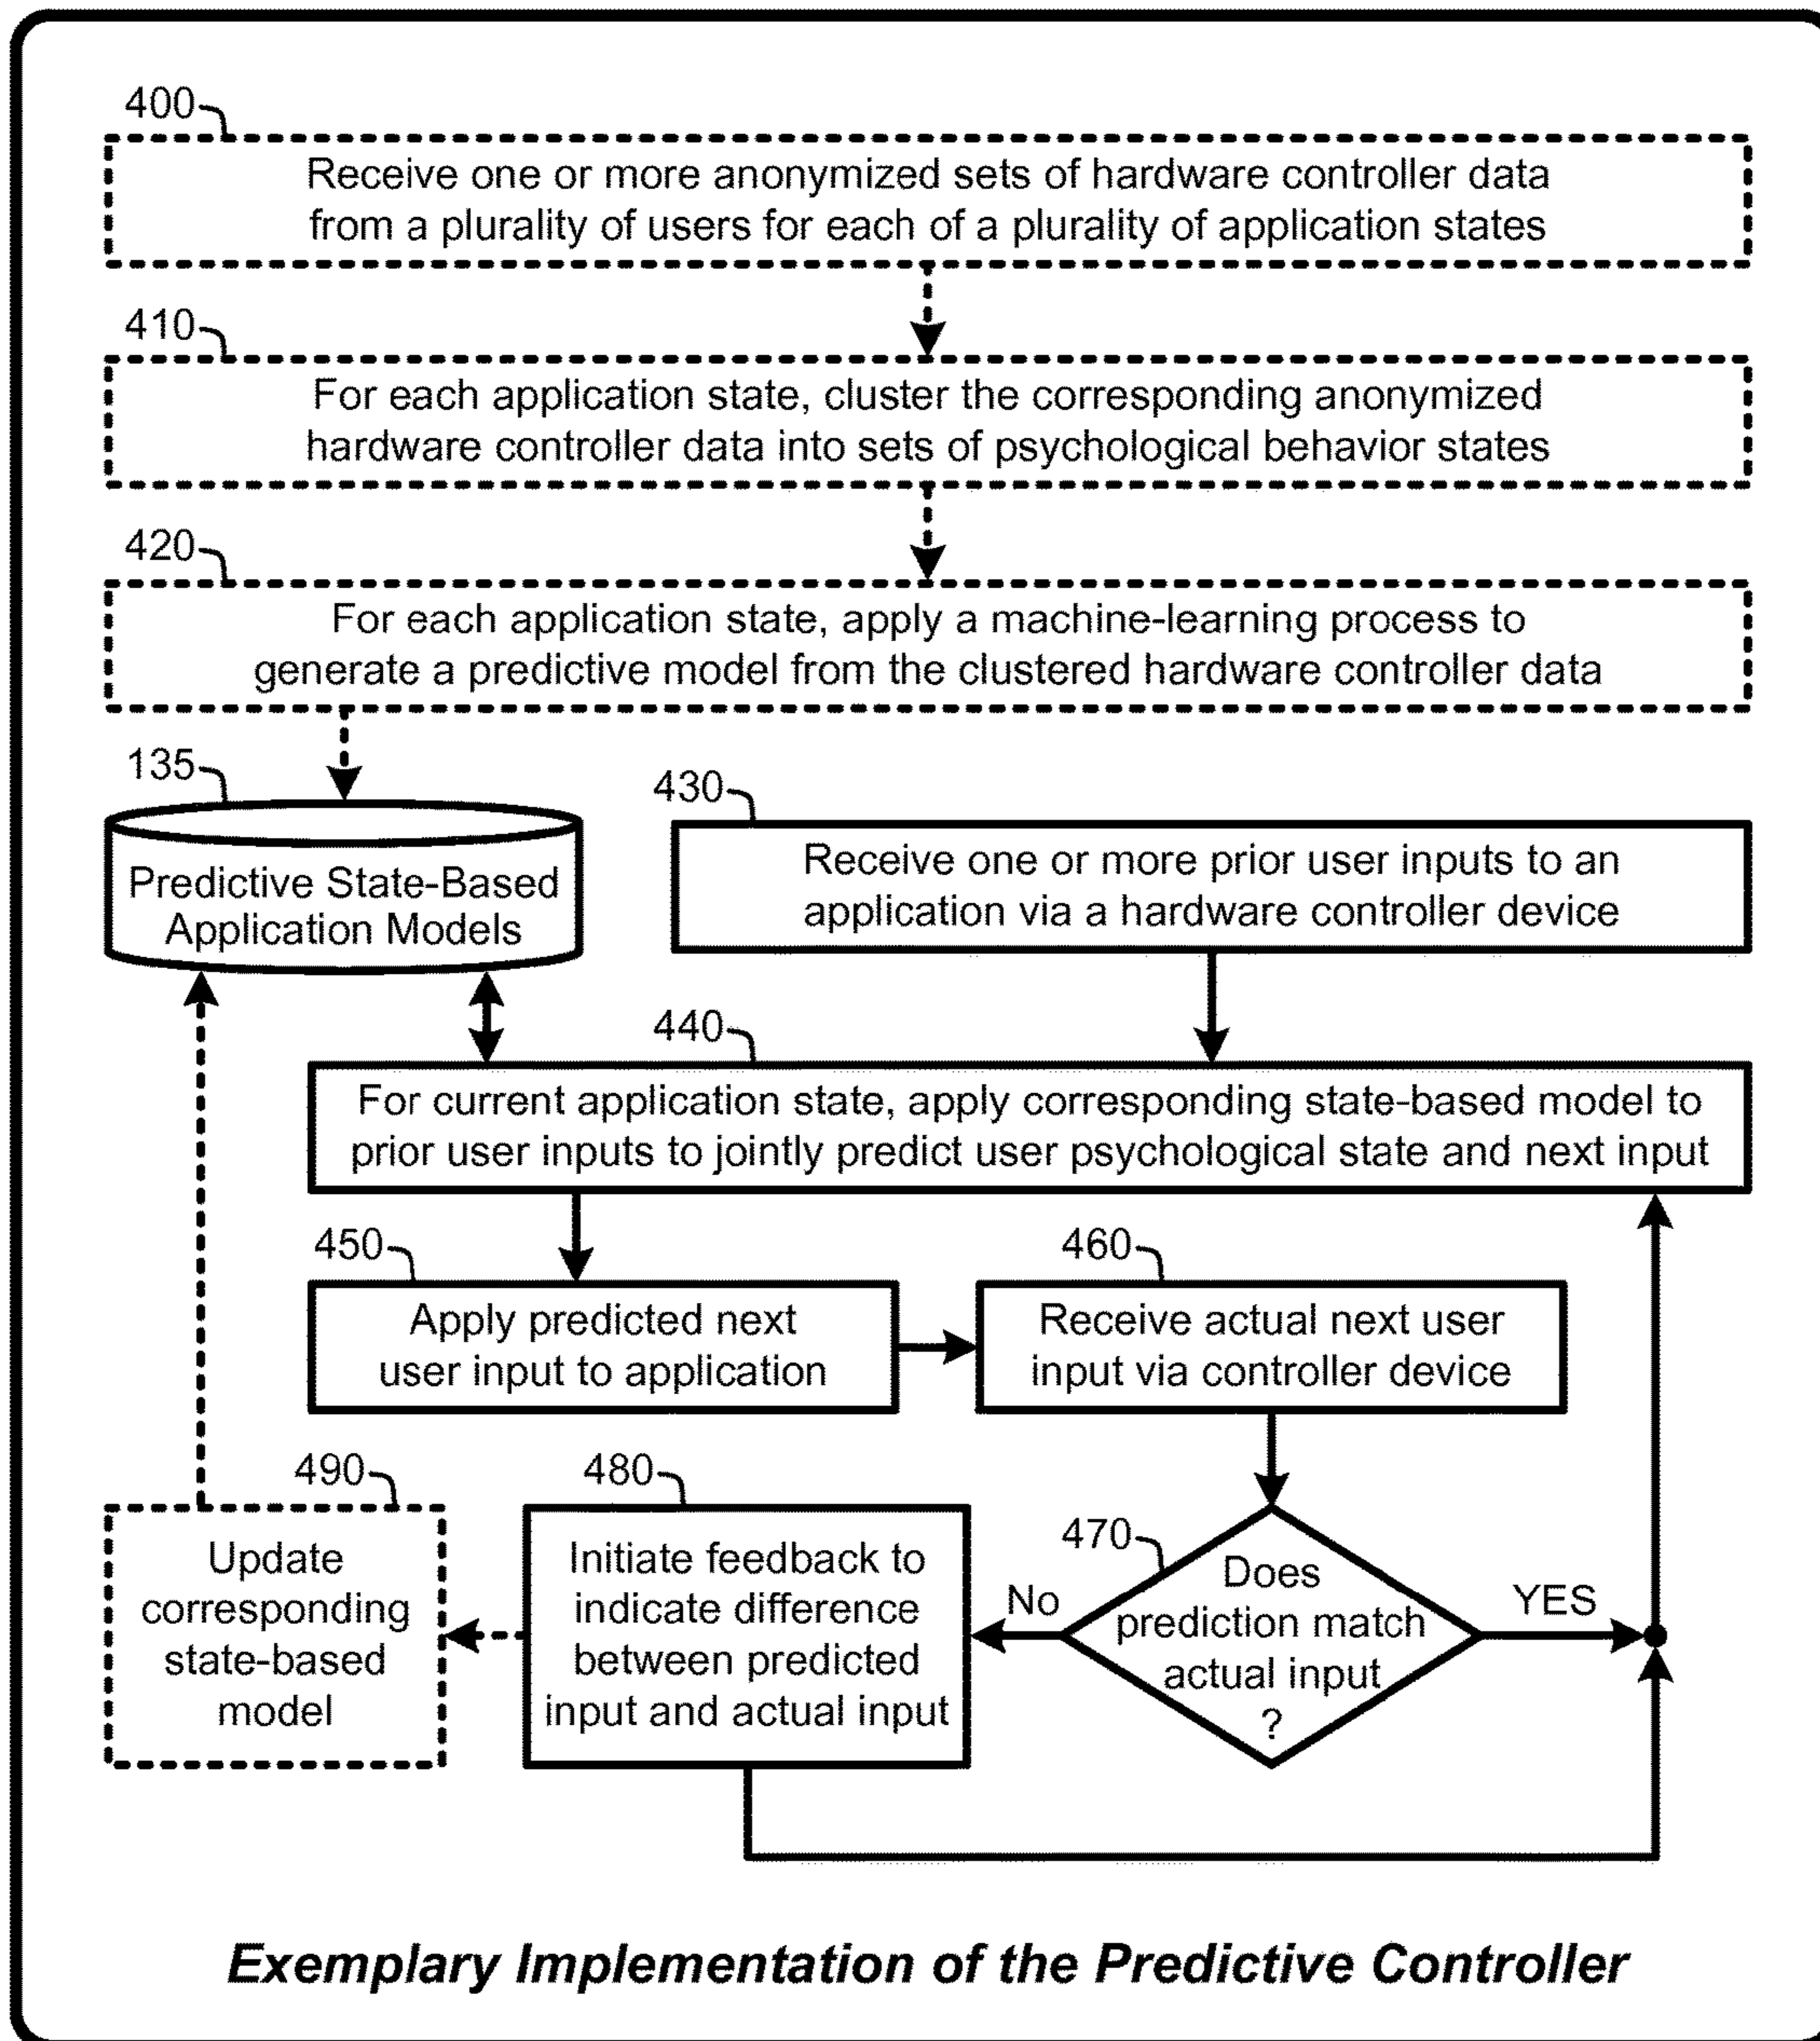 400
Receive one or more anonymized sets of hardware controller data
from a plurality of users for each of a plurality of application states
410
For each application state, cluster the corresponding anonymized
hardware controller data into sets of psychological behavior states
420
For each application state, apply a machine-learning process to
generate a predictive model from the clustered hardware controller data
135
Predictive State-Based
Application Models
430
Receive one or more prior user inputs to an
application via a hardware controller device
440
For current application state, apply corresponding state-based model to
prior user inputs to jointly predict user psychological state and next input
450
Apply predicted next
user input to application
460
Receive actual next user
input via controller device
470
Does
prediction match
actual input
?
No
YES
480
Initiate feedback to
indicate difference
between predicted
input and actual input
490
Update
corresponding
state-based
model
Exemplary Implementation of the Predictive Controller